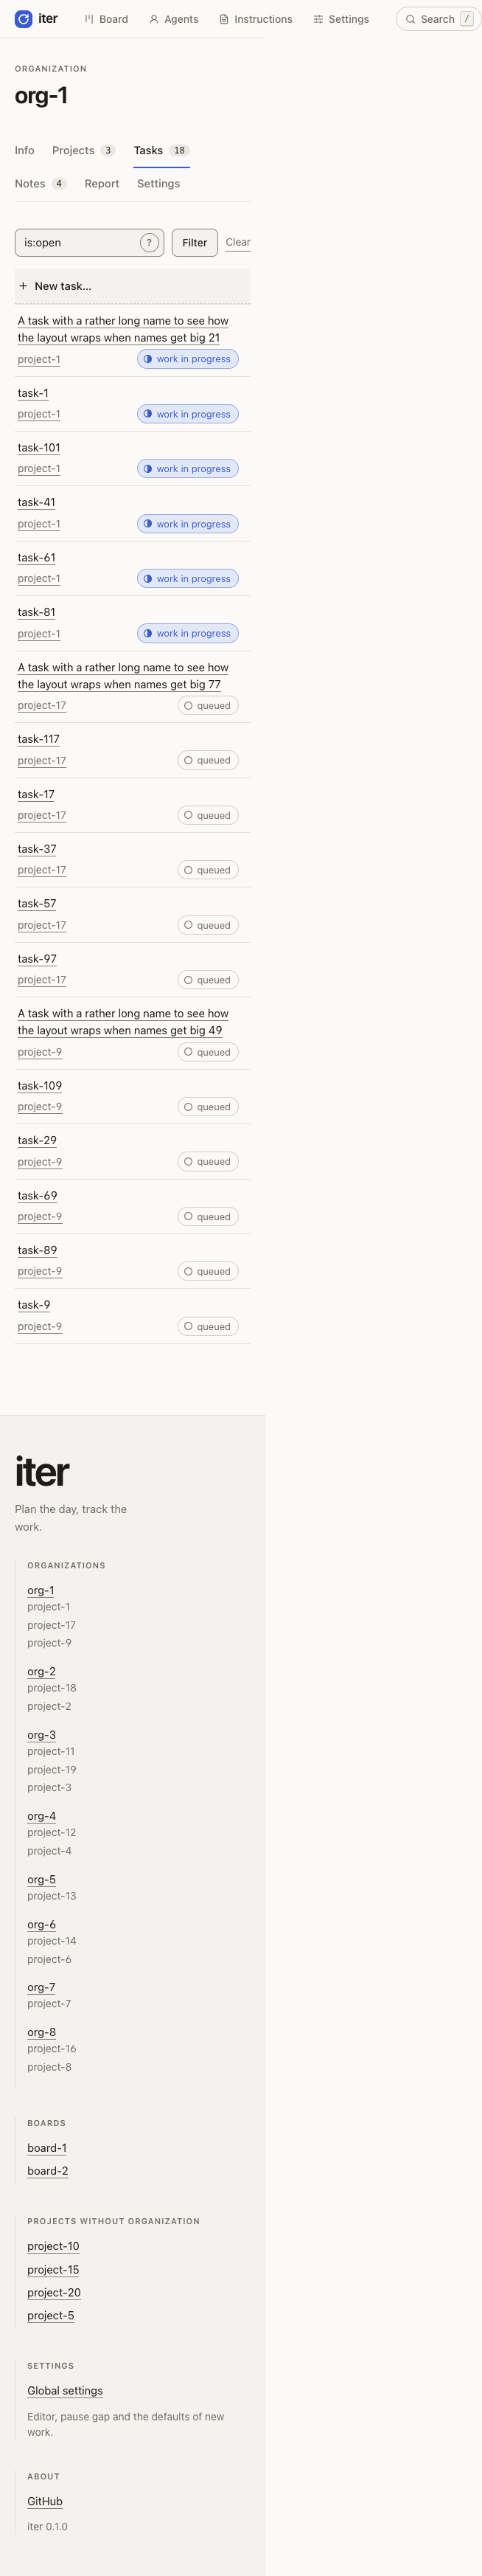 iter
Board
Agents
Instructions
Settings
Search /
ORGANIZATION
org-1
Info
Projects 3
Tasks 18
Notes 4
Report
Settings
is:open ?
Filter
Clear
+ New task...
A task with a rather long name to see how
the layout wraps when names get big 21
project-1
work in progress
task-1
project-1
work in progress
task-101
project-1
work in progress
task-41
project-1
work in progress
task-61
project-1
work in progress
task-81
project-1
work in progress
A task with a rather long name to see how
the layout wraps when names get big 77
project-17
queued
task-117
project-17
queued
task-17
project-17
queued
task-37
project-17
queued
task-57
project-17
queued
task-97
project-17
queued
A task with a rather long name to see how
the layout wraps when names get big 49
project-9
queued
task-109
project-9
queued
task-29
project-9
queued
task-69
project-9
queued
task-89
project-9
queued
task-9
project-9
queued
iter
Plan the day, track the
work.
ORGANIZATIONS
org-1
project-1
project-17
project-9
org-2
project-18
project-2
org-3
project-11
project-19
project-3
org-4
project-12
project-4
org-5
project-13
org-6
project-14
project-6
org-7
project-7
org-8
project-16
project-8
BOARDS
board-1
board-2
PROJECTS WITHOUT ORGANIZATION
project-10
project-15
project-20
project-5
SETTINGS
Global settings
Editor, pause gap and the defaults of new
work.
ABOUT
GitHub
iter 0.1.0